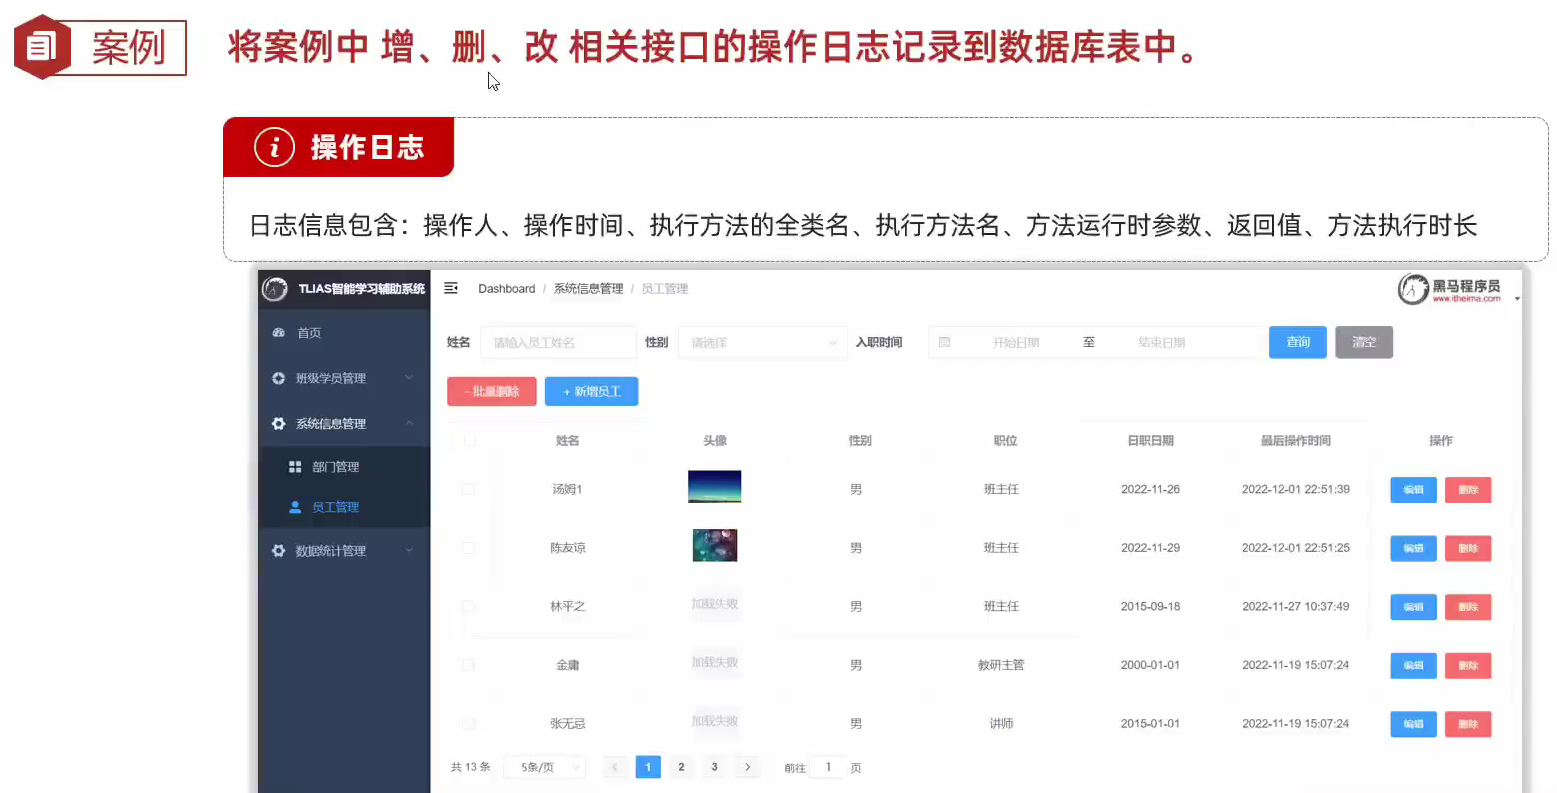 案例
将案例中 增、删、改 相关接口的操作日志记录到数据库表中。
i 操作日志
日志信息包含：操作人、操作时间、执行方法的全类名、执行方法名、方法运行时参数、返回值、方法执行时长
TLIAS智能学习辅助系统
Dashboard / 系统信息管理 / 员工管理
黑马程序员
www.itheima.com
首页
班级学员管理
系统信息管理
部门管理
员工管理
数据统计管理
姓名 请输入员工姓名 性别 请选择 入职时间 开始日期 至 结束日期 查询 清空
- 批量删除 + 新增员工
姓名 头像 性别 职位 日职日期 最后操作时间 操作
汤姆1 男 班主任 2022-11-26 2022-12-01 22:51:39 编辑 删除
陈友谅 男 班主任 2022-11-29 2022-12-01 22:51:25 编辑 删除
林平之 加载失败 男 班主任 2015-09-18 2022-11-27 10:37:49 编辑 删除
金庸 加载失败 男 教研主管 2000-01-01 2022-11-19 15:07:24 编辑 删除
张无忌 加载失败 男 讲师 2015-01-01 2022-11-19 15:07:24 编辑 删除
共 13 条 5条/页 < 1 2 3 > 前往 1 页